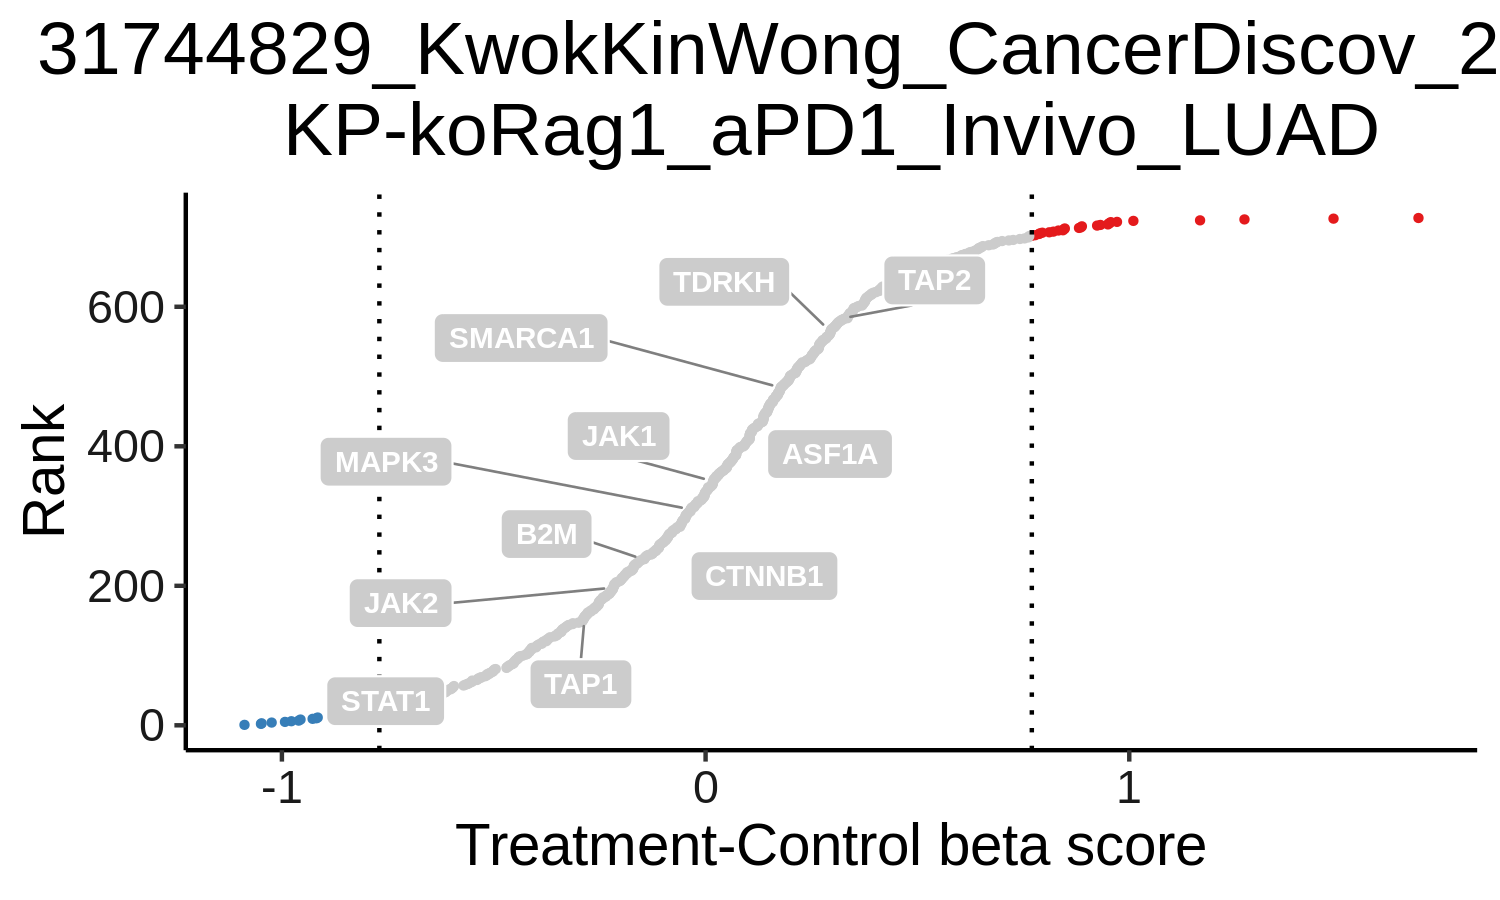 31744829_KwokKinWong_CancerDiscov_2
KP-koRag1_aPD1_Invivo_LUAD
TDRKH
TAP2
600
SMARCA1
JAK1
400
MAPK3
ASF1A
Rank
B2M
CTNNB1
200
JAK2
TAP1
STAT1
0
-1
0
1
Treatment-Control beta score